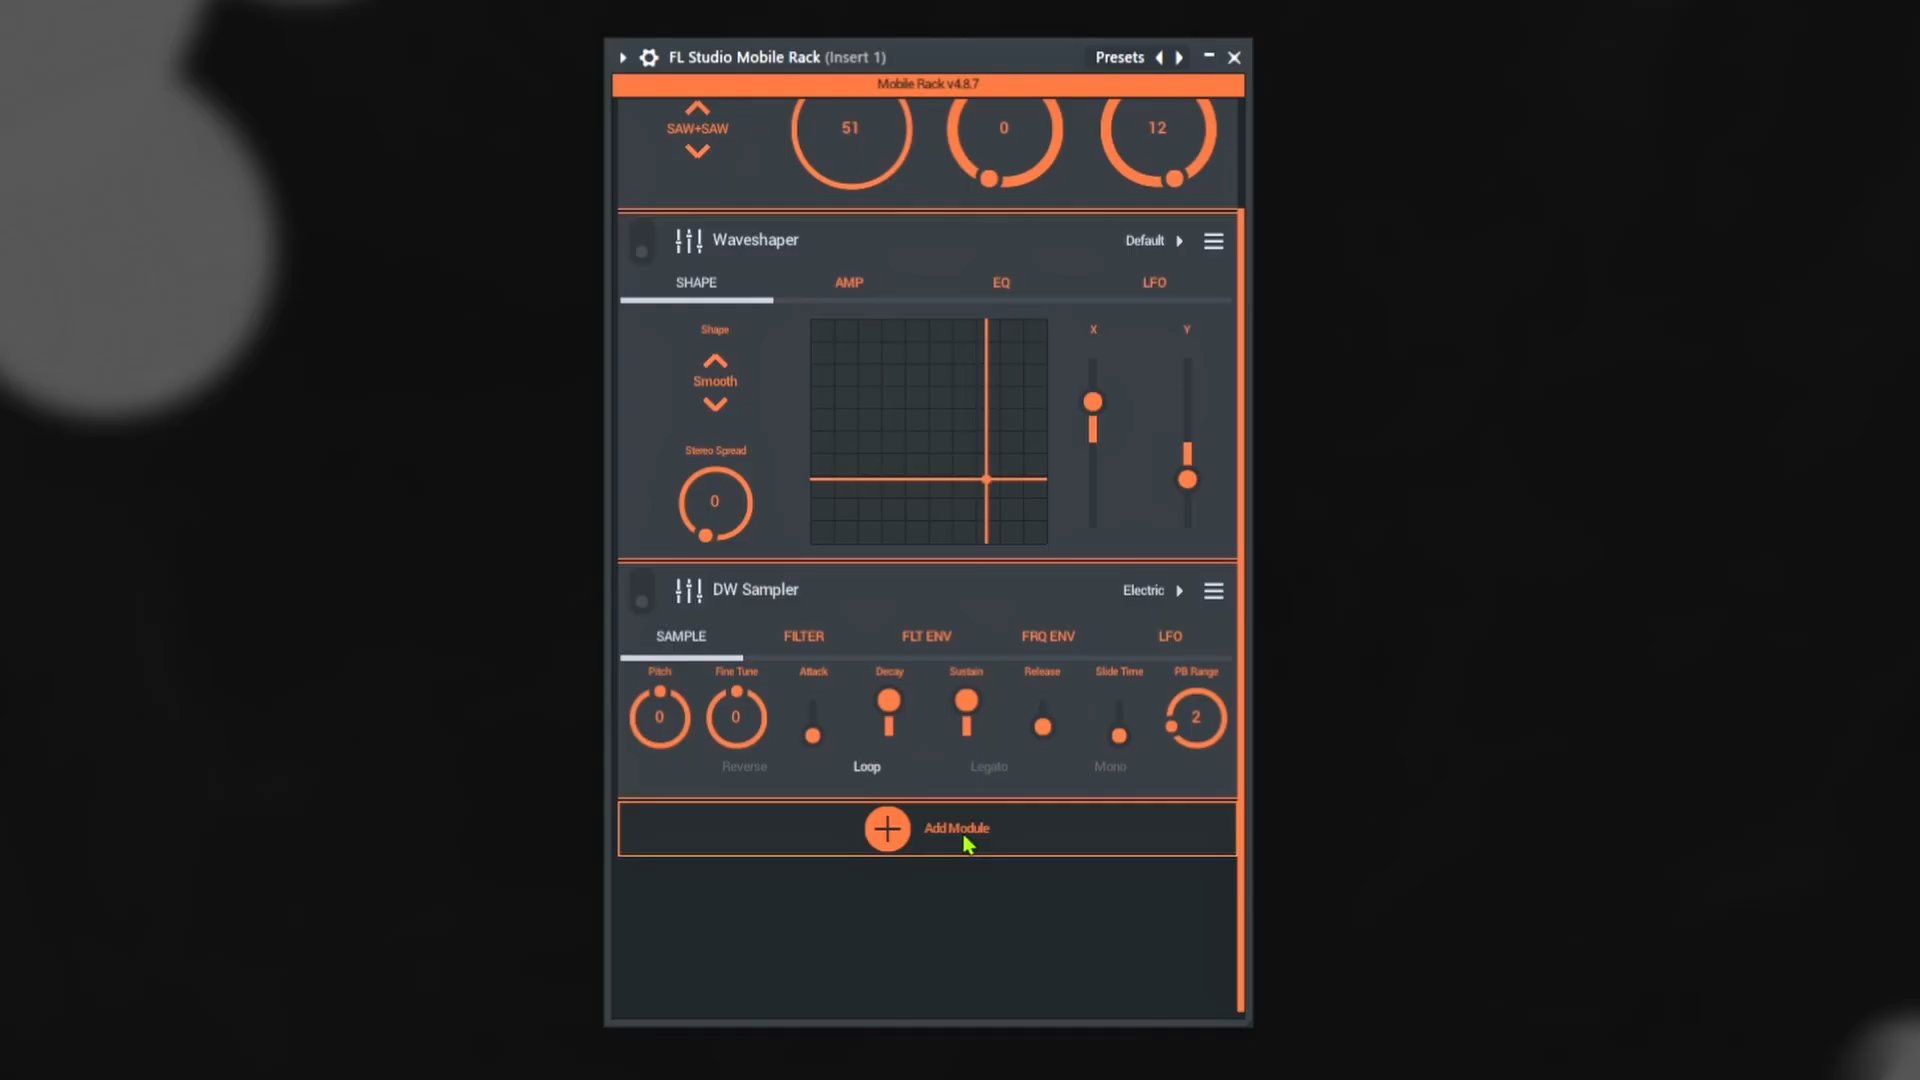 FL Studio Mobile Rack (Insert 1) Presets
Mobile Rack v4.8.7
SAW+SAW 51 0 12
Waveshaper Default
SHAPE AMP EQ LFO
Shape X Y
Smooth
Stereo Spread
0
DW Sampler Electric
SAMPLE FILTER FLT ENV FRQ ENV LFO
Pitch Fine Tune Attack Decay Sustain Release Slide Time PB Range
0 0 2
Reverse Loop Legato Mono
Add Module